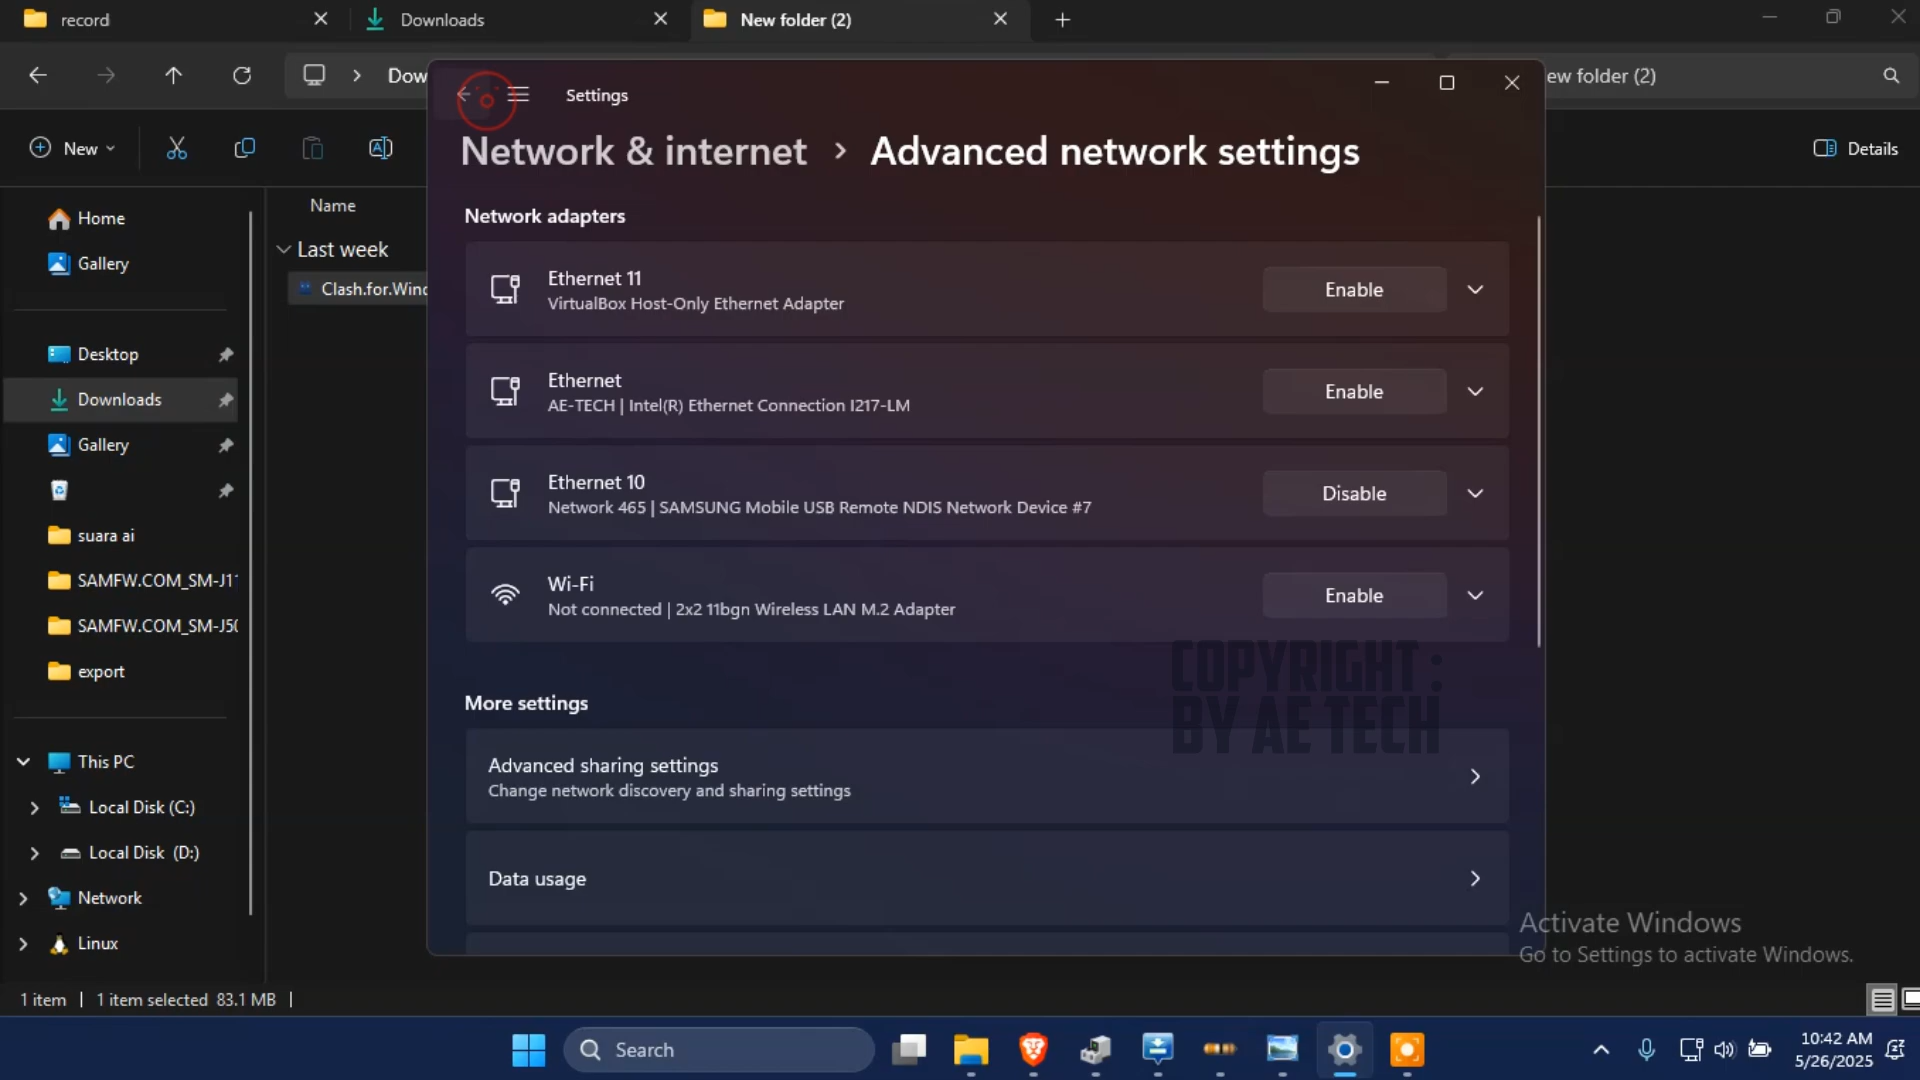 record
Downloads
New folder (2)
Dow
ew folder (2)
New
Details
Settings
Network & internet > Advanced network settings
Home
Gallery
Desktop
Downloads
Gallery
suara ai
SAMFW.COM_SM-J1
SAMFW.COM_SM-J50
export
This PC
Local Disk (C:)
Local Disk (D:)
Network
Linux
Name
Last week
Clash.for.Wind
Network adapters
Ethernet 11
VirtualBox Host-Only Ethernet Adapter
Enable
Ethernet
AE-TECH | Intel(R) Ethernet Connection I217-LM
Enable
Ethernet 10
Network 465 | SAMSUNG Mobile USB Remote NDIS Network Device #7
Disable
Wi-Fi
Not connected | 2x2 11bgn Wireless LAN M.2 Adapter
Enable
COPYRIGHT :
BY AE TECH
More settings
Advanced sharing settings
Change network discovery and sharing settings
Data usage
Activate Windows
Go to Settings to activate Windows.
1 item | 1 item selected 83.1 MB |
Search
10:42 AM
5/26/2025